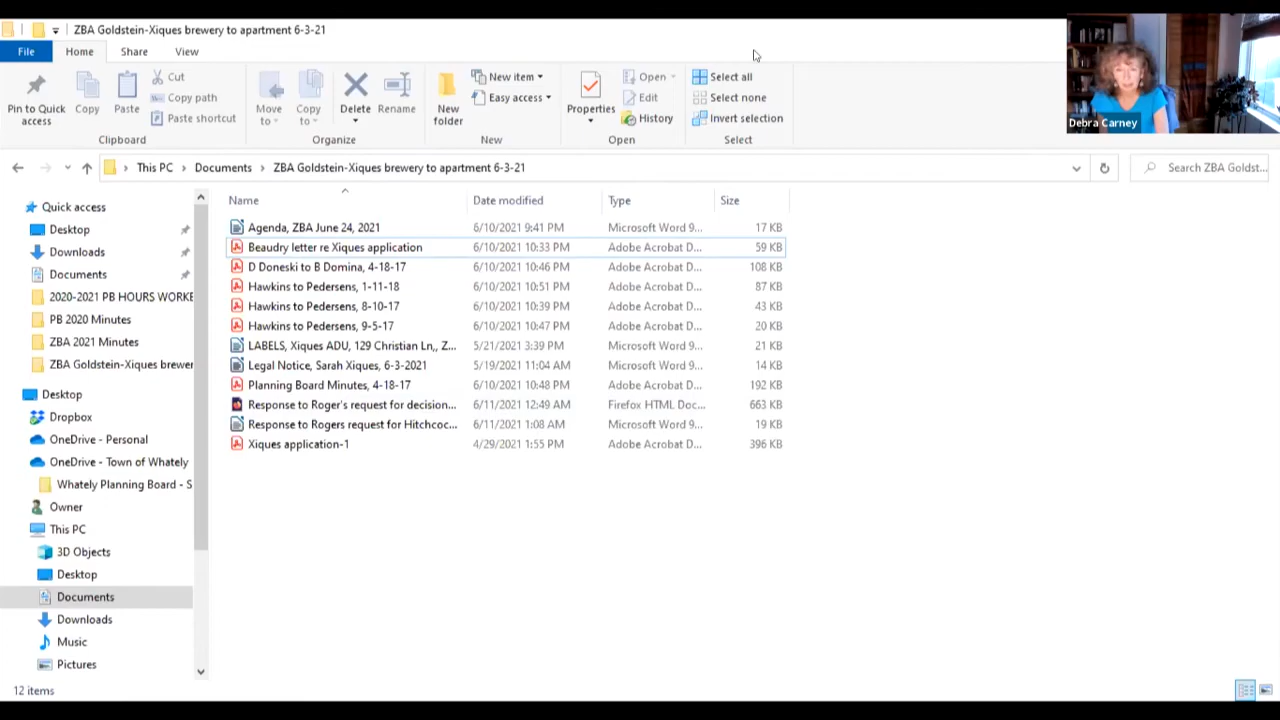 ZBA Goldstein-Xiques brewery to apartment 6-3-21
File Home Share View
Pin to Quick access
Copy
Paste
Cut
Copy path
Paste shortcut
Clipboard
Move to
Copy to
Delete
Rename
Organize
New folder
New item
Easy access
New
Properties
Open
Edit
History
Open
Select all
Select none
Invert selection
Select
Debra Carney
This PC > Documents > ZBA Goldstein-Xiques brewery to apartment 6-3-21
Search ZBA Goldst...
Quick access
Desktop
Downloads
Documents
2020-2021 PB HOURS WORKE
PB 2020 Minutes
ZBA 2021 Minutes
ZBA Goldstein-Xiques brewer
Desktop
Dropbox
OneDrive - Personal
OneDrive - Town of Whately
Whately Planning Board - S
Owner
This PC
3D Objects
Desktop
Documents
Downloads
Music
Pictures
Name Date modified Type Size
Agenda, ZBA June 24, 2021 6/10/2021 9:41 PM Microsoft Word 9... 17 KB
Beaudry letter re Xiques application 6/10/2021 10:33 PM Adobe Acrobat D... 59 KB
D Doneski to B Domina, 4-18-17 6/10/2021 10:46 PM Adobe Acrobat D... 108 KB
Hawkins to Pedersens, 1-11-18 6/10/2021 10:51 PM Adobe Acrobat D... 87 KB
Hawkins to Pedersens, 8-10-17 6/10/2021 10:39 PM Adobe Acrobat D... 43 KB
Hawkins to Pedersens, 9-5-17 6/10/2021 10:47 PM Adobe Acrobat D... 20 KB
LABELS, Xiques ADU, 129 Christian Ln,, Z... 5/21/2021 3:39 PM Microsoft Word 9... 21 KB
Legal Notice, Sarah Xiques, 6-3-2021 5/19/2021 11:04 AM Microsoft Word 9... 14 KB
Planning Board Minutes, 4-18-17 6/10/2021 10:48 PM Adobe Acrobat D... 192 KB
Response to Roger's request for decision... 6/11/2021 12:49 AM Firefox HTML Doc... 663 KB
Response to Rogers request for Hitchcoc... 6/11/2021 1:08 AM Microsoft Word 9... 19 KB
Xiques application-1 4/29/2021 1:55 PM Adobe Acrobat D... 396 KB
12 items